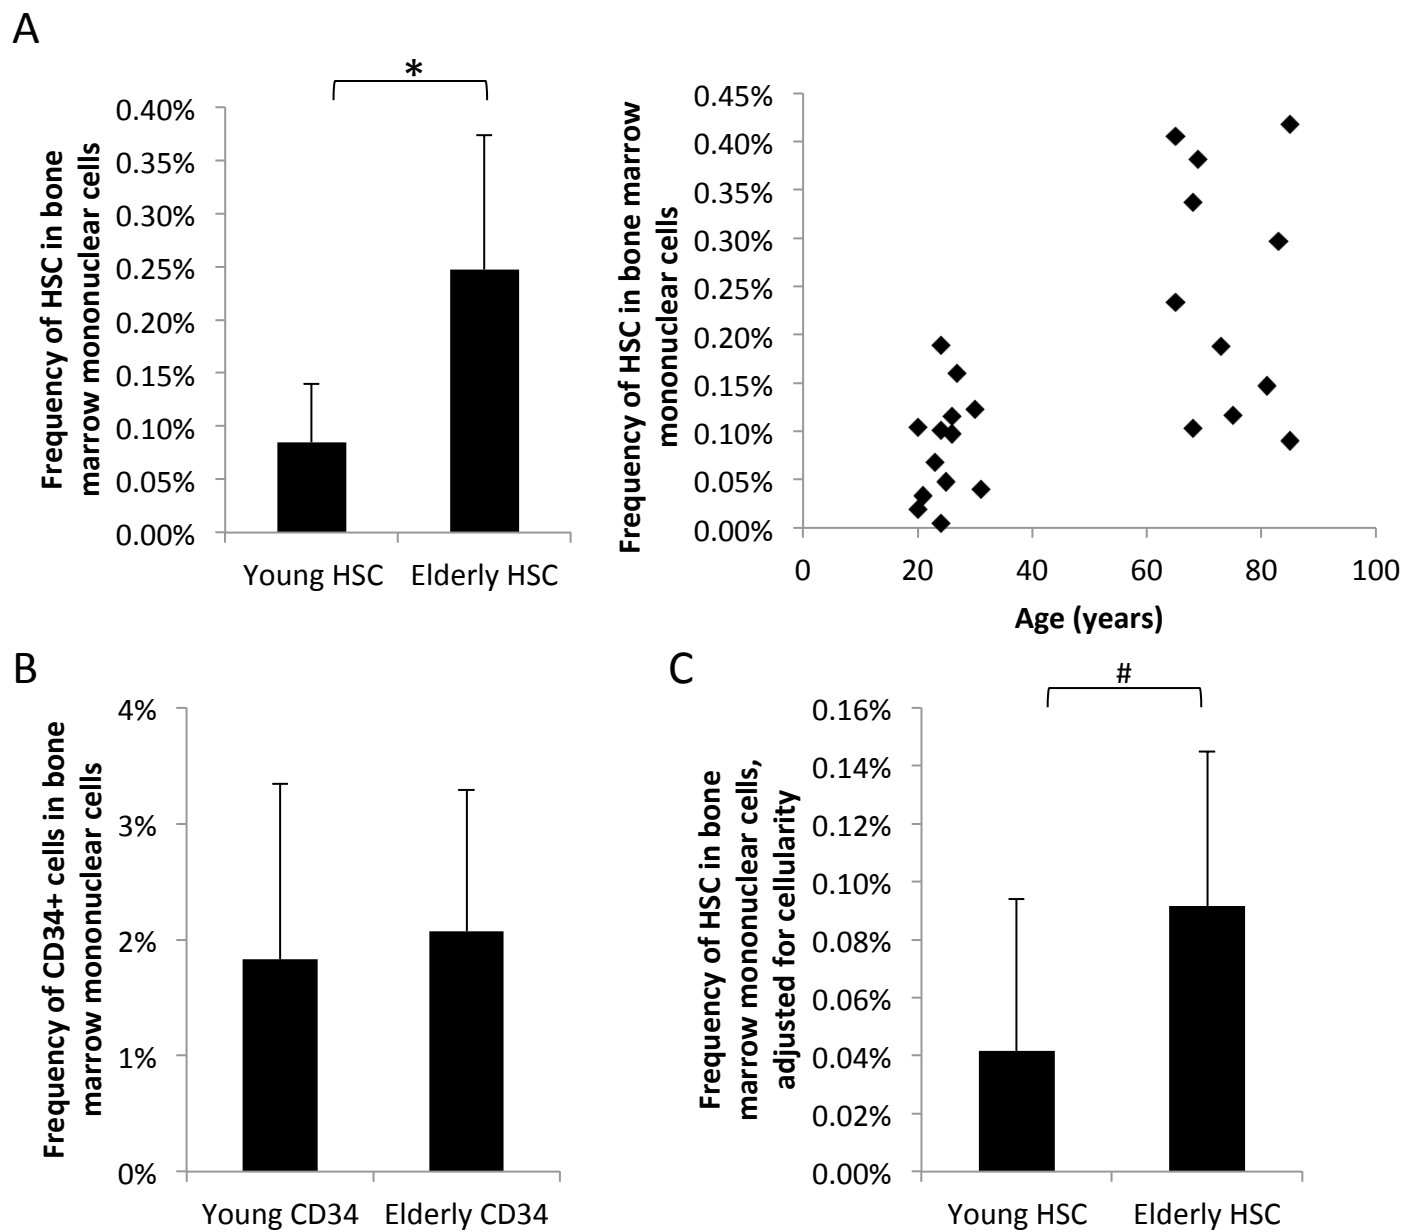 A
*
Frequency of HSC in bone
marrow mononuclear cells
0.40%
0.35%
0.30%
0.25%
0.20%
0.15%
0.10%
0.05%
0.00%
Young HSC
Elderly HSC
Frequency of HSC in bone marrow
mononuclear cells
0.45%
0.40%
0.35%
0.30%
0.25%
0.20%
0.15%
0.10%
0.05%
0.00%
0 20 40 60 80 100
Age (years)
B
Frequency of CD34+ cells in bone
marrow mononuclear cells
4%
3%
2%
1%
0%
Young CD34
Elderly CD34
C
#
Frequency of HSC in bone
marrow mononuclear cells,
adjusted for cellularity
0.16%
0.14%
0.12%
0.10%
0.08%
0.06%
0.04%
0.02%
0.00%
Young HSC
Elderly HSC